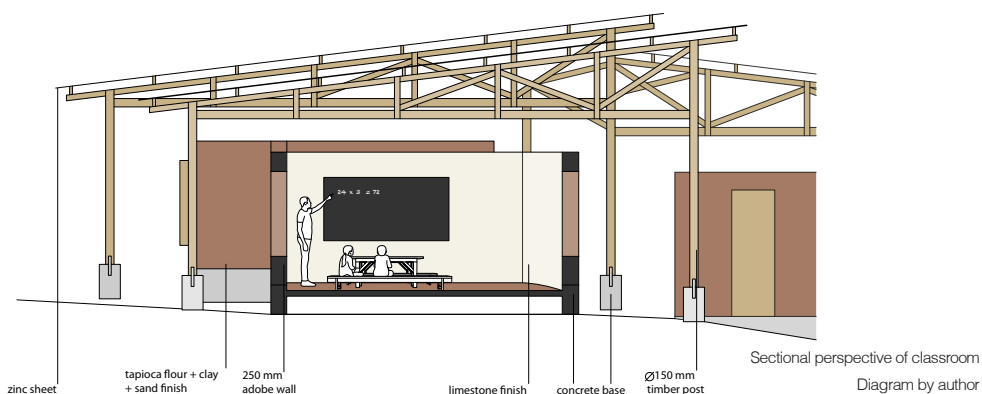 24 x 3 = 72
Sectional perspective of classroom
Diagram by author
zinc sheet
tapioca flour + clay
+ sand finish
250 mm
adobe wall
limestone finish
concrete base
Ø150 mm
timber post